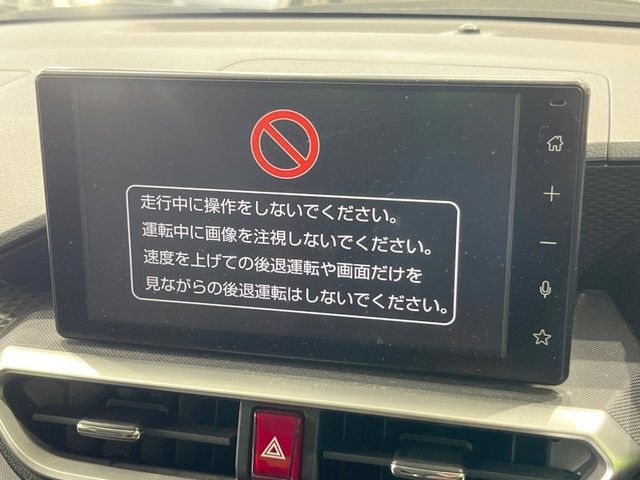 走行中に操作をしないでください。
運転中に画像を注視しないでください。
速度を上げての後退運転や画面だけを
見ながらの後退運転はしないでください。